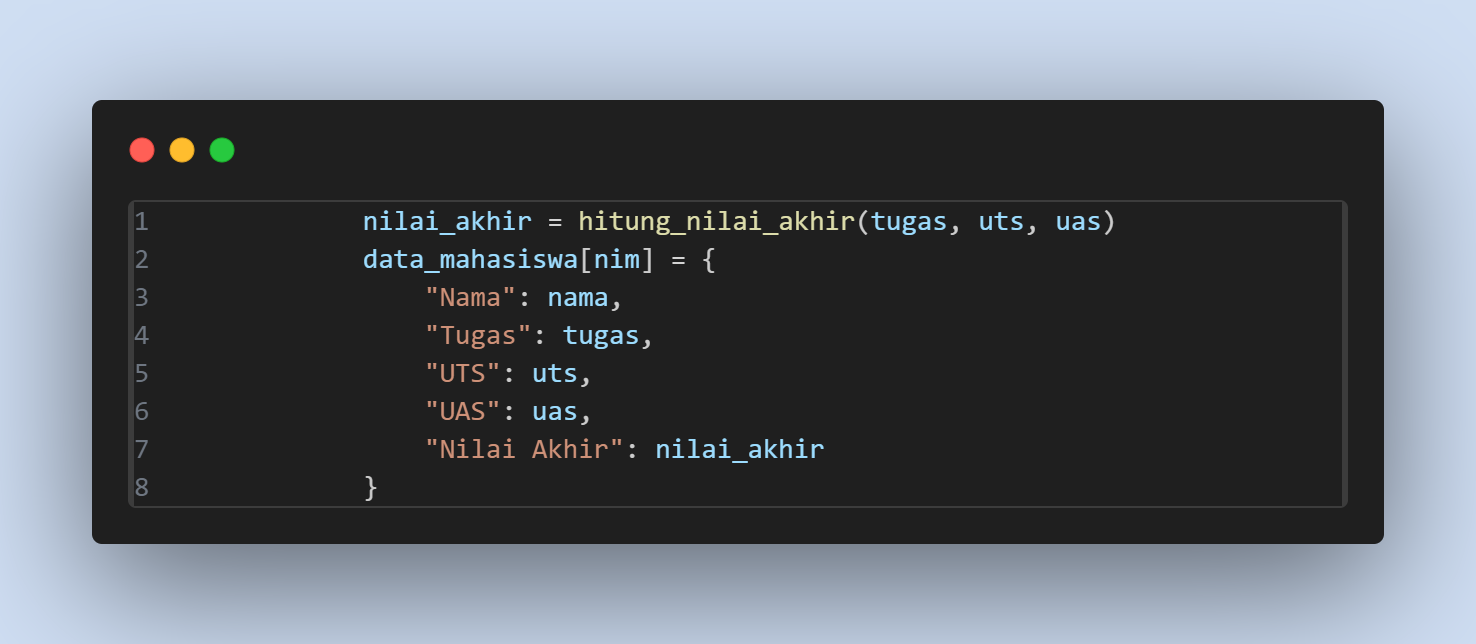 1 nilai_akhir = hitung_nilai_akhir(tugas, uts, uas)
2 data_mahasiswa[nim] = {
3     "Nama": nama,
4     "Tugas": tugas,
5     "UTS": uts,
6     "UAS": uas,
7     "Nilai Akhir": nilai_akhir
8 }